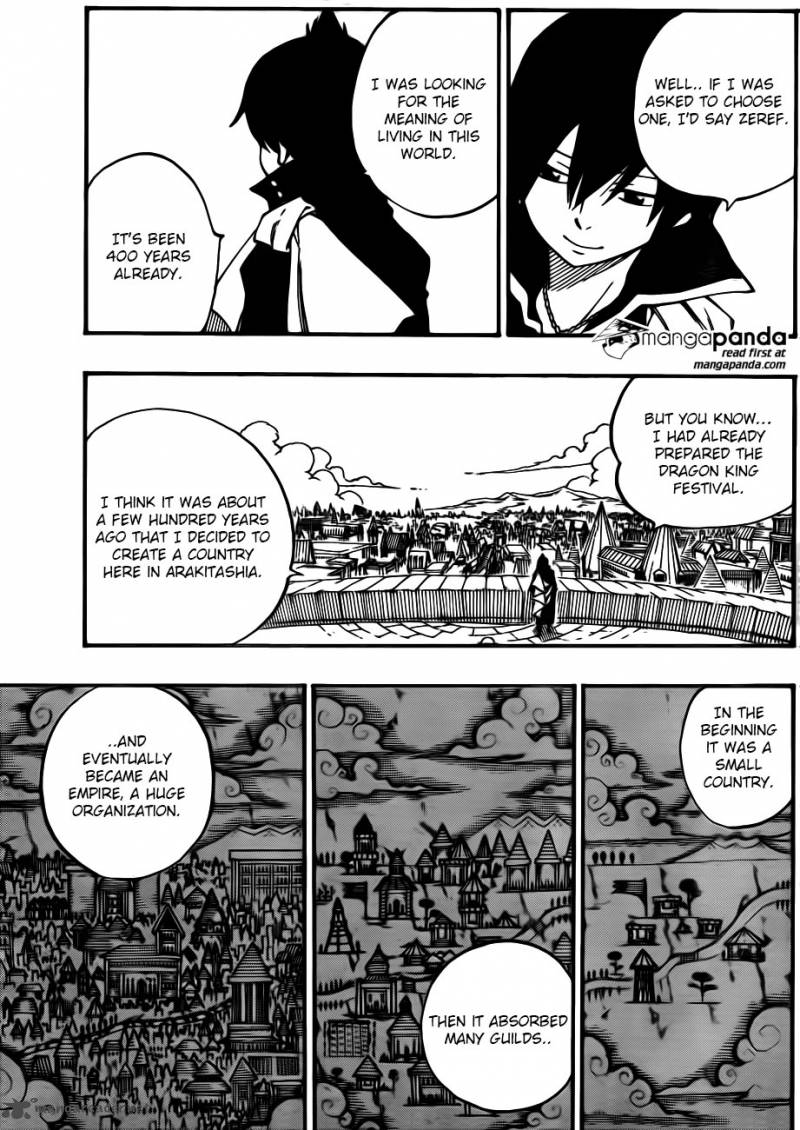 WELL.. IF I WAS
ASKED TO CHOOSE
ONE, I'D SAY ZEREF.
I WAS LOOKING
FOR THE
MEANING OF
LIVING IN THIS
WORLD.
IT'S BEEN
400 YEARS
ALREADY.
mangapanda
read first at
mangapanda.com
BUT YOU KNOW...
I HAD ALREADY
PREPARED THE
DRAGON KING
FESTIVAL.
I THINK IT WAS ABOUT
A FEW HUNDRED YEARS
AGO THAT I DECIDED TO
CREATE A COUNTRY
HERE IN ARAKITASHIA.
IN THE
BEGINNING
IT WAS A
SMALL
COUNTRY.
THEN IT ABSORBED
MANY GUILDS..
..AND
EVENTUALLY
BECAME AN
EMPIRE, A HUGE
ORGANIZATION.